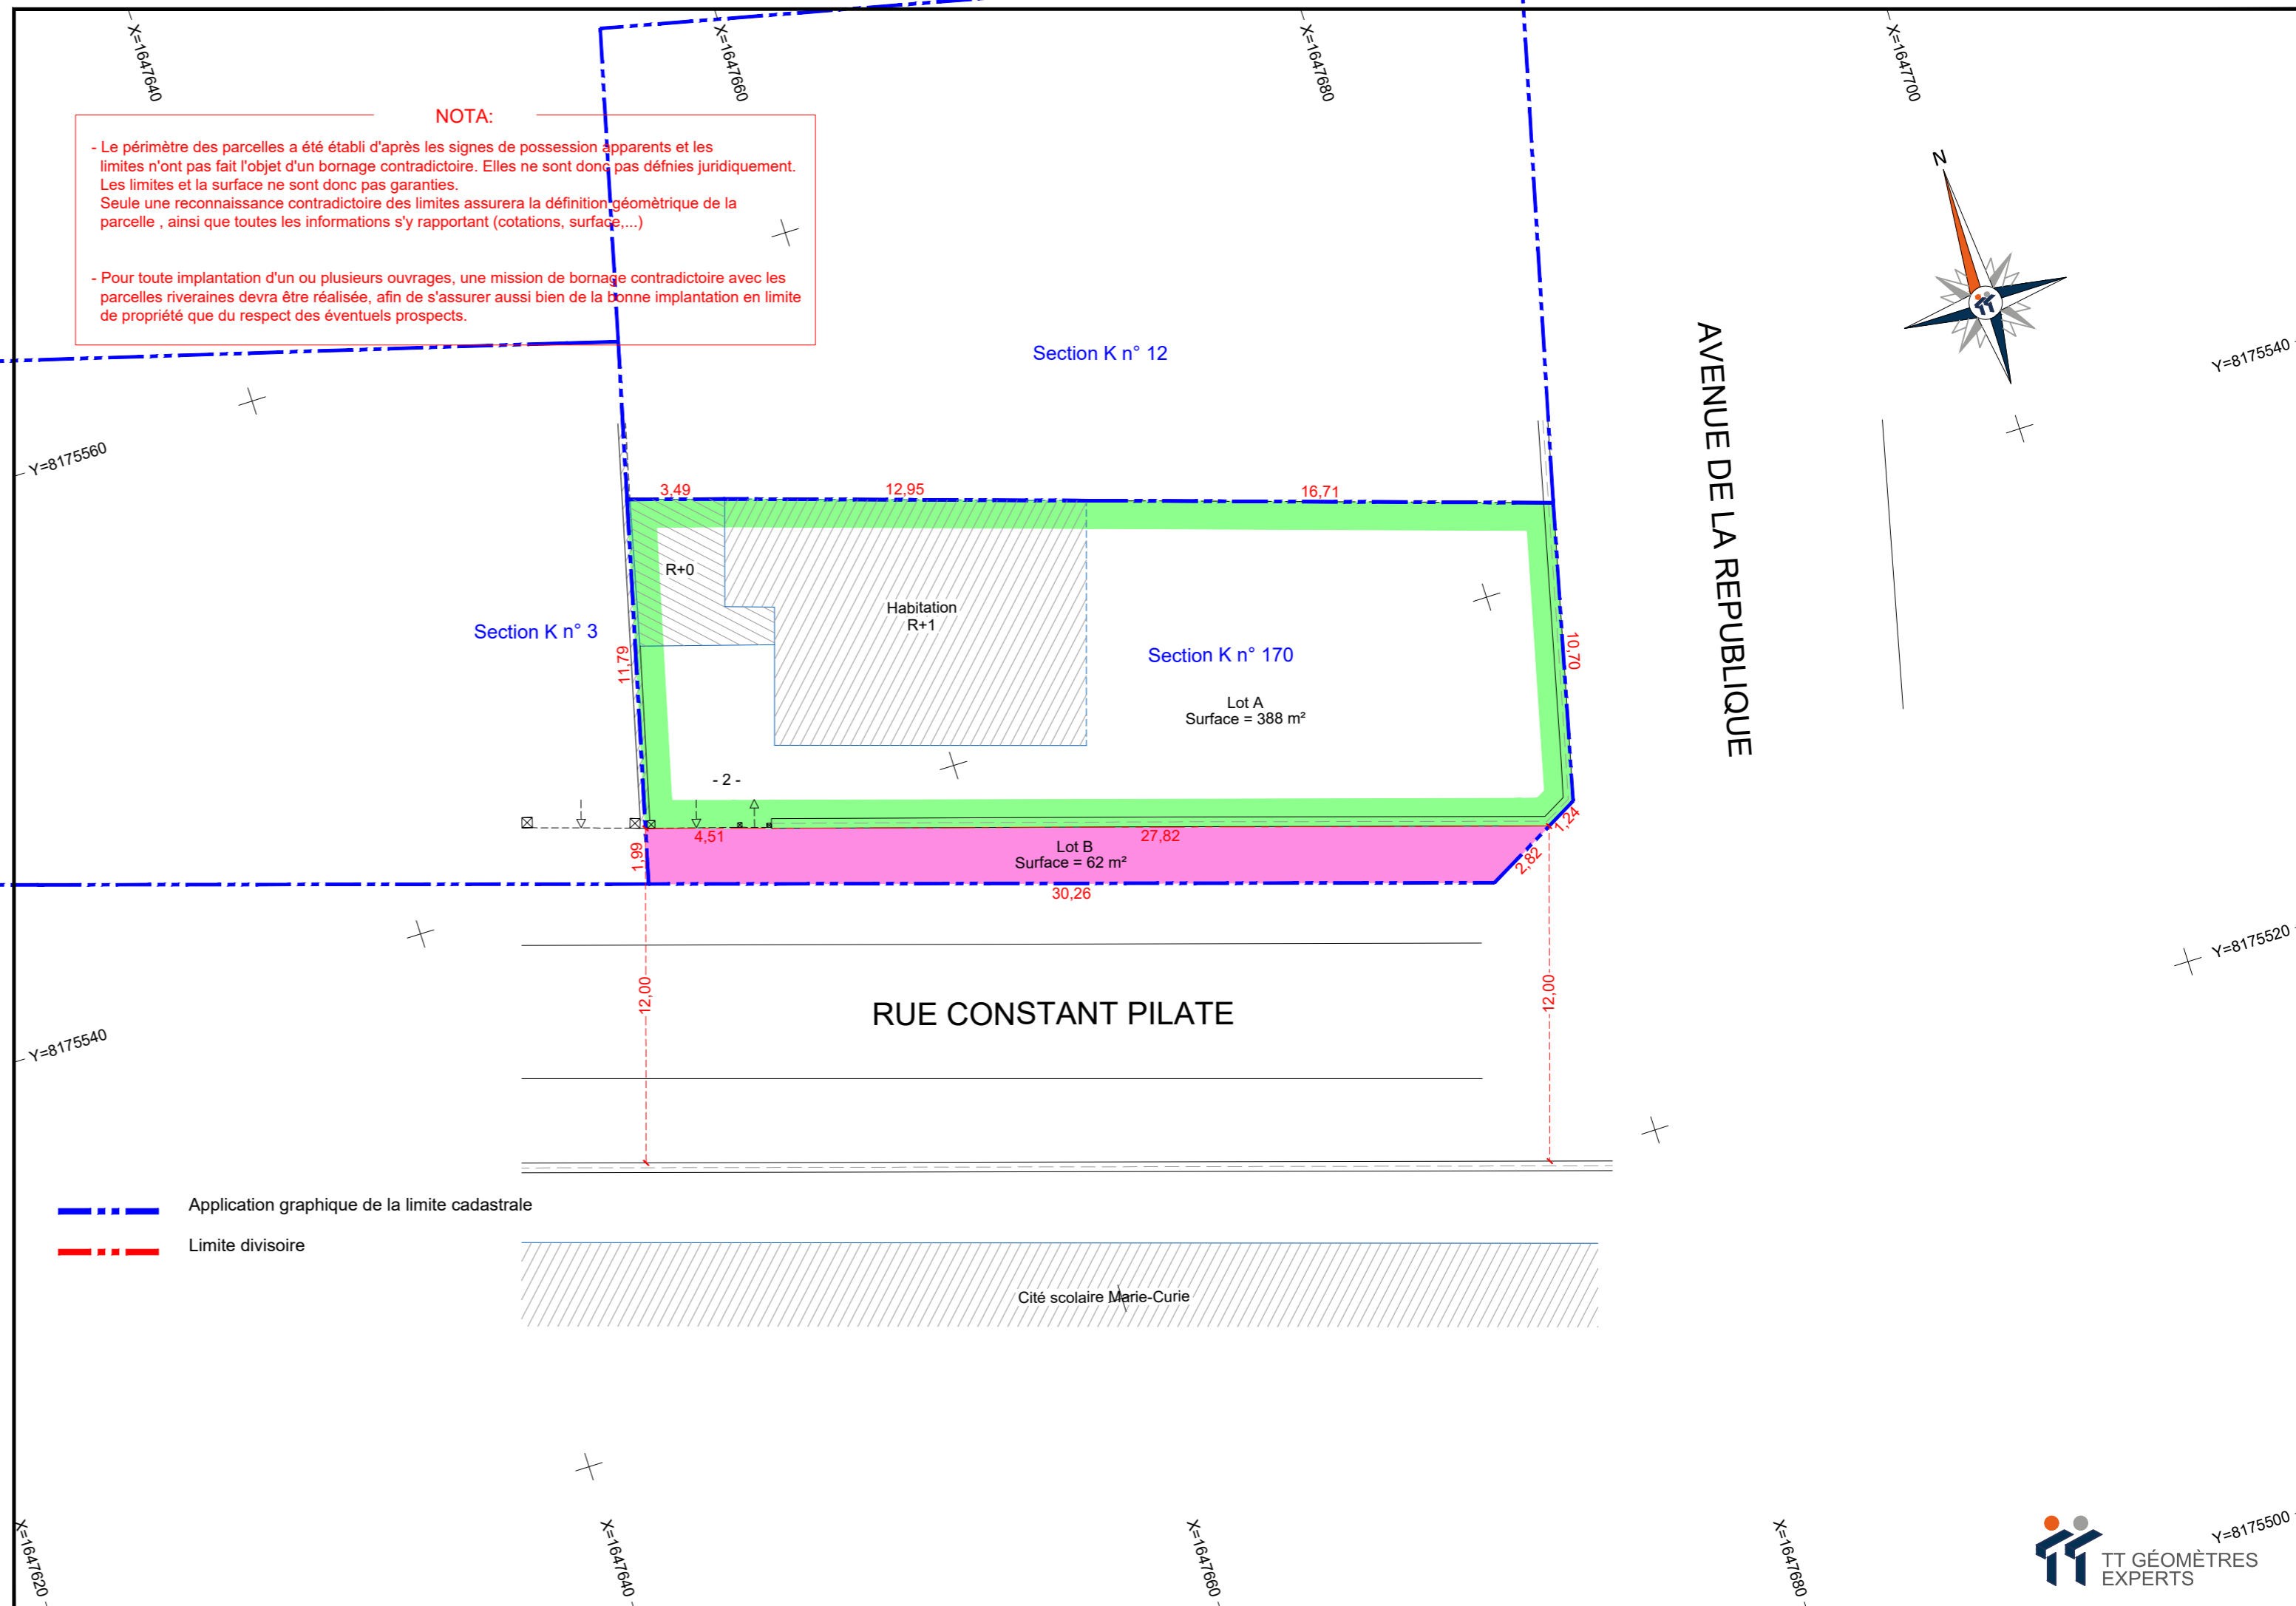 X=1647640
X=1647660
X=1647680
X=1647700
NOTA:
- Le périmètre des parcelles a été établi d'après les signes de possession apparents et les
limites n'ont pas fait l'objet d'un bornage contradictoire. Elles ne sont donc pas défnies juridiquement.
Les limites et la surface ne sont donc pas garanties.
Seule une reconnaissance contradictoire des limites assurera la définition géomètrique de la
parcelle , ainsi que toutes les informations s'y rapportant (cotations, surface,...)
- Pour toute implantation d'un ou plusieurs ouvrages, une mission de bornage contradictoire avec les
parcelles riveraines devra être réalisée, afin de s'assurer aussi bien de la bonne implantation en limite
de propriété que du respect des éventuels prospects.
N
Section K n° 12
Y=8175540
AVENUE DE LA REPUBLIQUE
Y=8175560
3,49
12,95
16,71
R+0
Habitation
R+1
Section K n° 3
11,79
Section K n° 170
10,70
Lot A
Surface = 388 m²
- 2 -
4,51
27,82
1,24
1,99
Lot B
Surface = 62 m²
2,82
30,26
Y=8175520
12,00
12,00
RUE CONSTANT PILATE
Y=8175540
Application graphique de la limite cadastrale
Limite divisoire
Cité scolaire Marie-Curie
X=1647620
X=1647640
X=1647660
X=1647680
Y=8175500
TT GÉOMÈTRES
EXPERTS